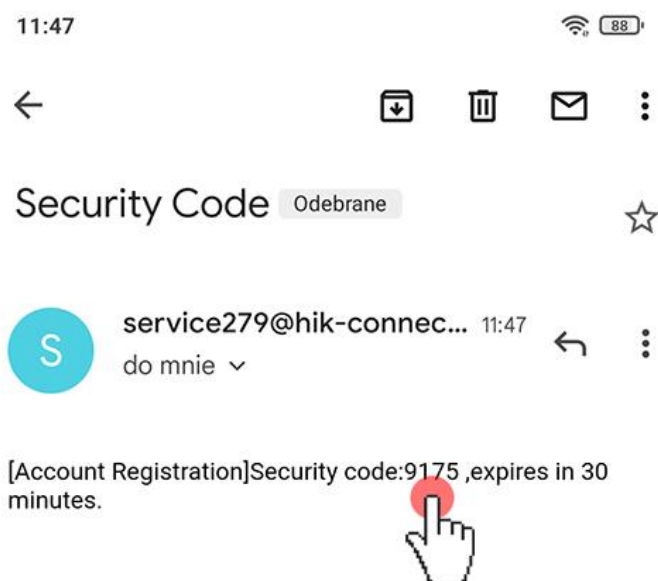 11:47
88
Security Code Odebrane
S
service279@hik-connec... 11:47
do mnie
[Account Registration]Security code:9175 ,expires in 30
minutes.